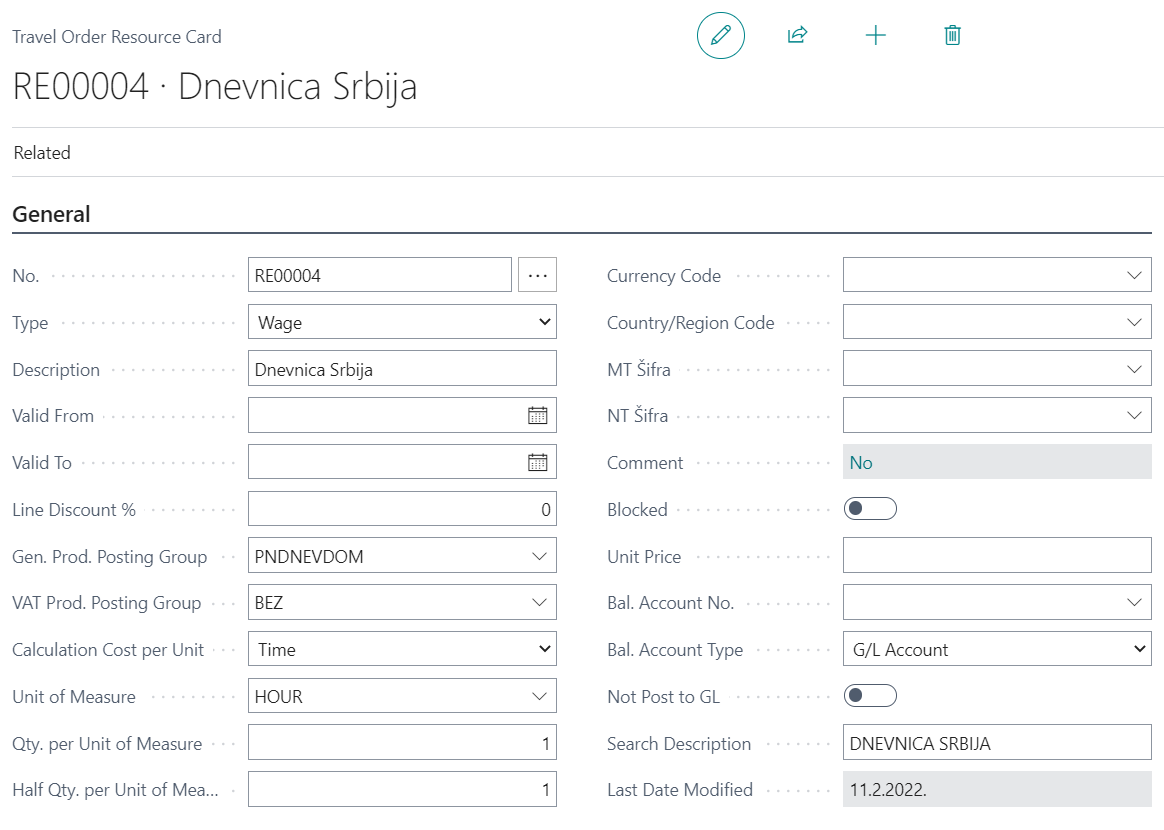 Travel Order Resource Card
RE00004 · Dnevnica Srbija
Related
General
No.
RE00004
Type
Wage
Description
Dnevnica Srbija
Valid From
Valid To
Line Discount %
0
Gen. Prod. Posting Group
PNDNEVDOM
VAT Prod. Posting Group
BEZ
Calculation Cost per Unit
Time
Unit of Measure
HOUR
Qty. per Unit of Measure
1
Half Qty. per Unit of Mea...
1
Currency Code
Country/Region Code
MT Šifra
NT Šifra
Comment
No
Blocked
Unit Price
Bal. Account No.
Bal. Account Type
G/L Account
Not Post to GL
Search Description
DNEVNICA SRBIJA
Last Date Modified
11.2.2022.